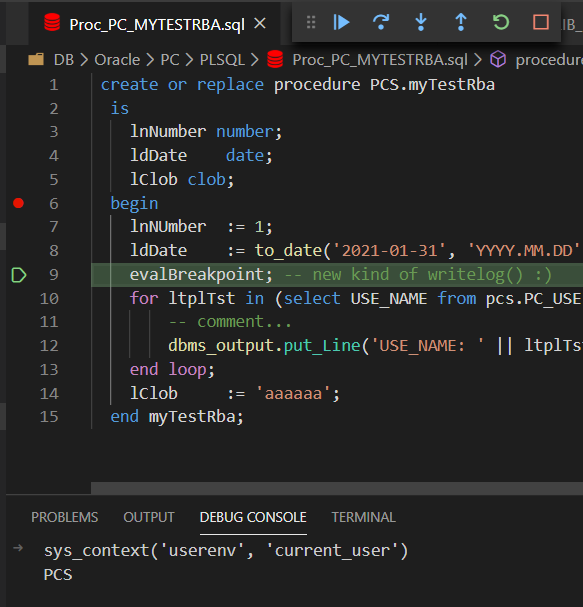 Proc_PC_MYTESTRBA.sql
DB > Oracle > PC > PLSQL > Proc_PC_MYTESTRBA.sql > procedure
1 create or replace procedure PCS.myTestRba
2 is
3 lnNumber number;
4 ldDate date;
5 lClob clob;
6 begin
7 lnNUmber := 1;
8 ldDate := to_date('2021-01-31', 'YYYY.MM.DD'
9 evalBreakpoint; -- new kind of writelog() :)
10 for ltplTst in (select USE_NAME from pcs.PC_USE
11 -- comment...
12 dbms_output.put_Line('USE_NAME: ' || ltplTs
13 end loop;
14 lClob := 'aaaaaa';
15 end myTestRba;
PROBLEMS OUTPUT DEBUG CONSOLE TERMINAL
sys_context('userenv', 'current_user')
PCS